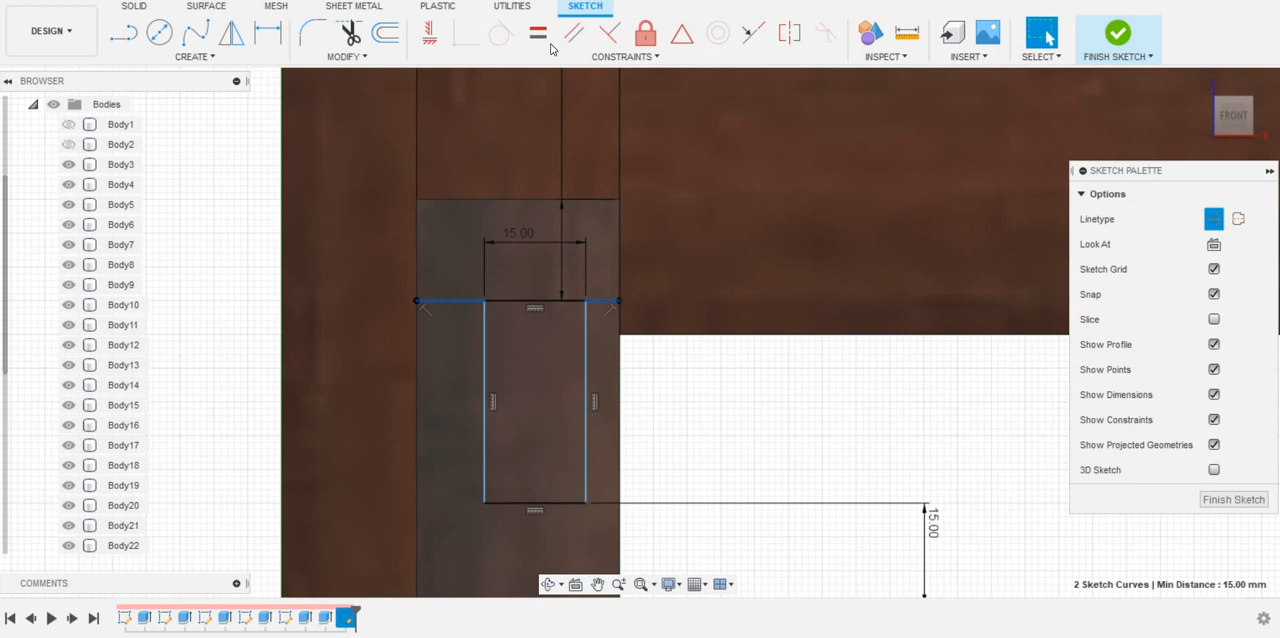 SOLID SURFACE MESH SHEET METAL PLASTIC UTILITIES SKETCH
DESIGN
CREATE MODIFY CONSTRAINTS INSPECT INSERT SELECT FINISH SKETCH
BROWSER
Bodies
Body1
Body2
Body3
Body4
Body5
Body6
Body7
Body8
Body9
Body10
Body11
Body12
Body13
Body14
Body15
Body16
Body17
Body18
Body19
Body20
Body21
Body22
COMMENTS
15.00
15.00
FRONT
SKETCH PALETTE
Options
Linetype
Look At
Sketch Grid
Snap
Slice
Show Profile
Show Points
Show Dimensions
Show Constraints
Show Projected Geometries
3D Sketch
Finish Sketch
2 Sketch Curves | Min Distance : 15.00 mm